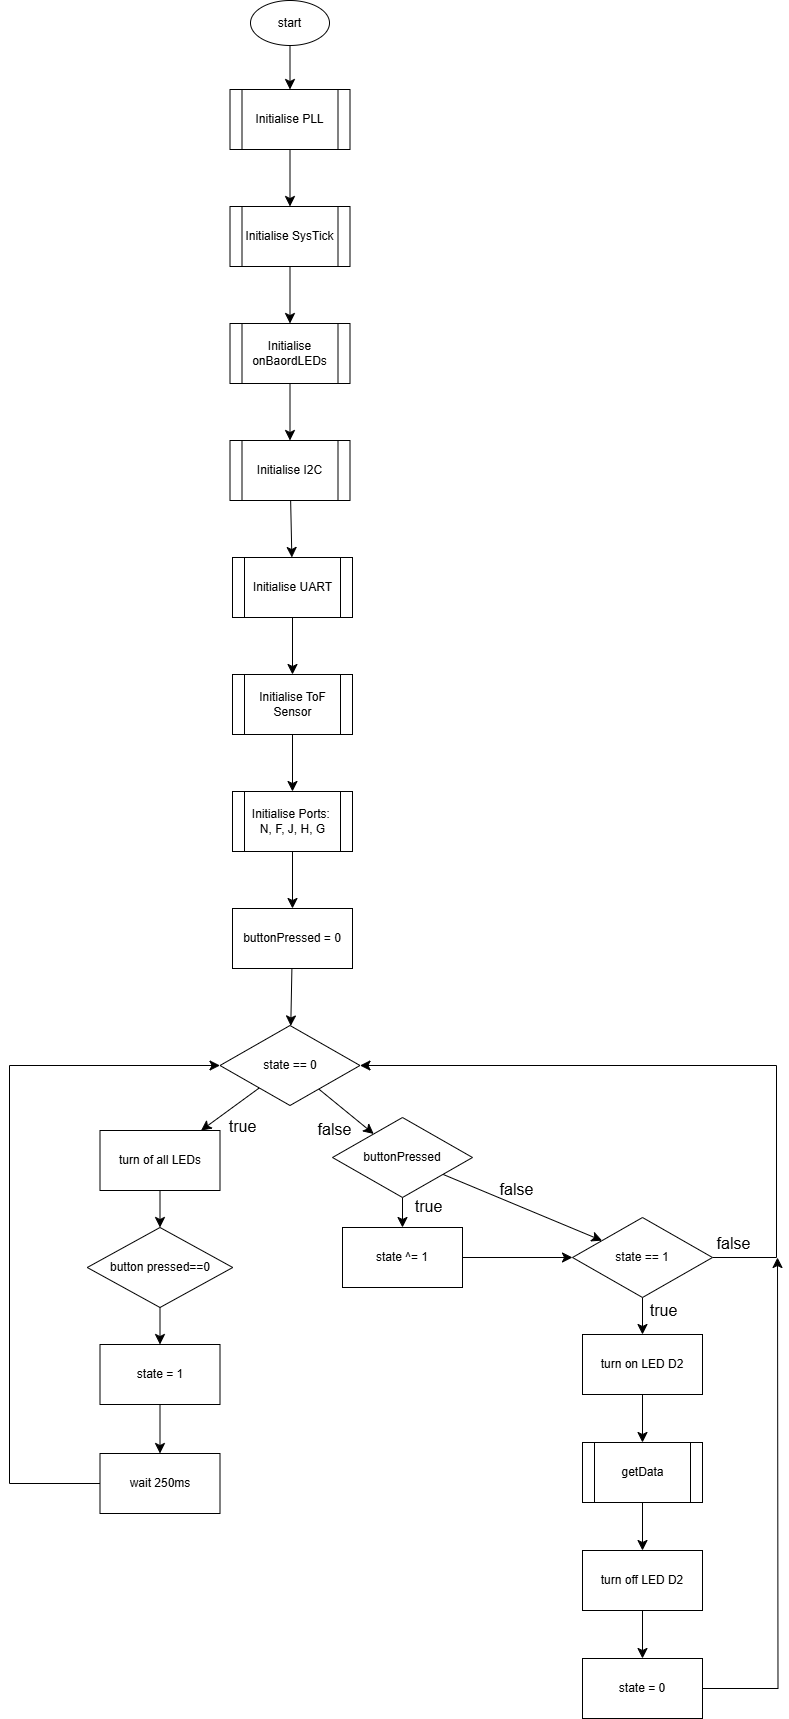 start
Initialise PLL
Initialise SysTick
Initialise
onBaordLEDs
Initialise I2C
Initialise UART
Initialise ToF
Sensor
Initialise Ports:
N, F, J, H, G
buttonPressed = 0
state == 0
true
false
turn of all LEDs
buttonPressed
true
false
button pressed==0
state ^= 1
state == 1
false
true
state = 1
turn on LED D2
wait 250ms
getData
turn off LED D2
state = 0